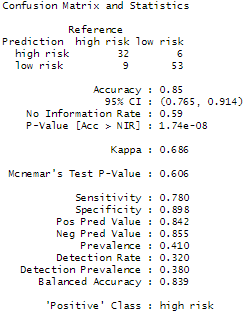 Confusion Matrix and Statistics
Reference
Prediction high risk low risk
high risk 32 6
low risk 9 53
Accuracy : 0.85
95% CI : (0.765, 0.914)
No Information Rate : 0.59
P-Value [Acc > NIR] : 1.74e-08
Kappa : 0.686
Mcnemar's Test P-Value : 0.606
Sensitivity : 0.780
Specificity : 0.898
Pos Pred Value : 0.842
Neg Pred Value : 0.855
Prevalence : 0.410
Detection Rate : 0.320
Detection Prevalence : 0.380
Balanced Accuracy : 0.839
'Positive' Class : high risk